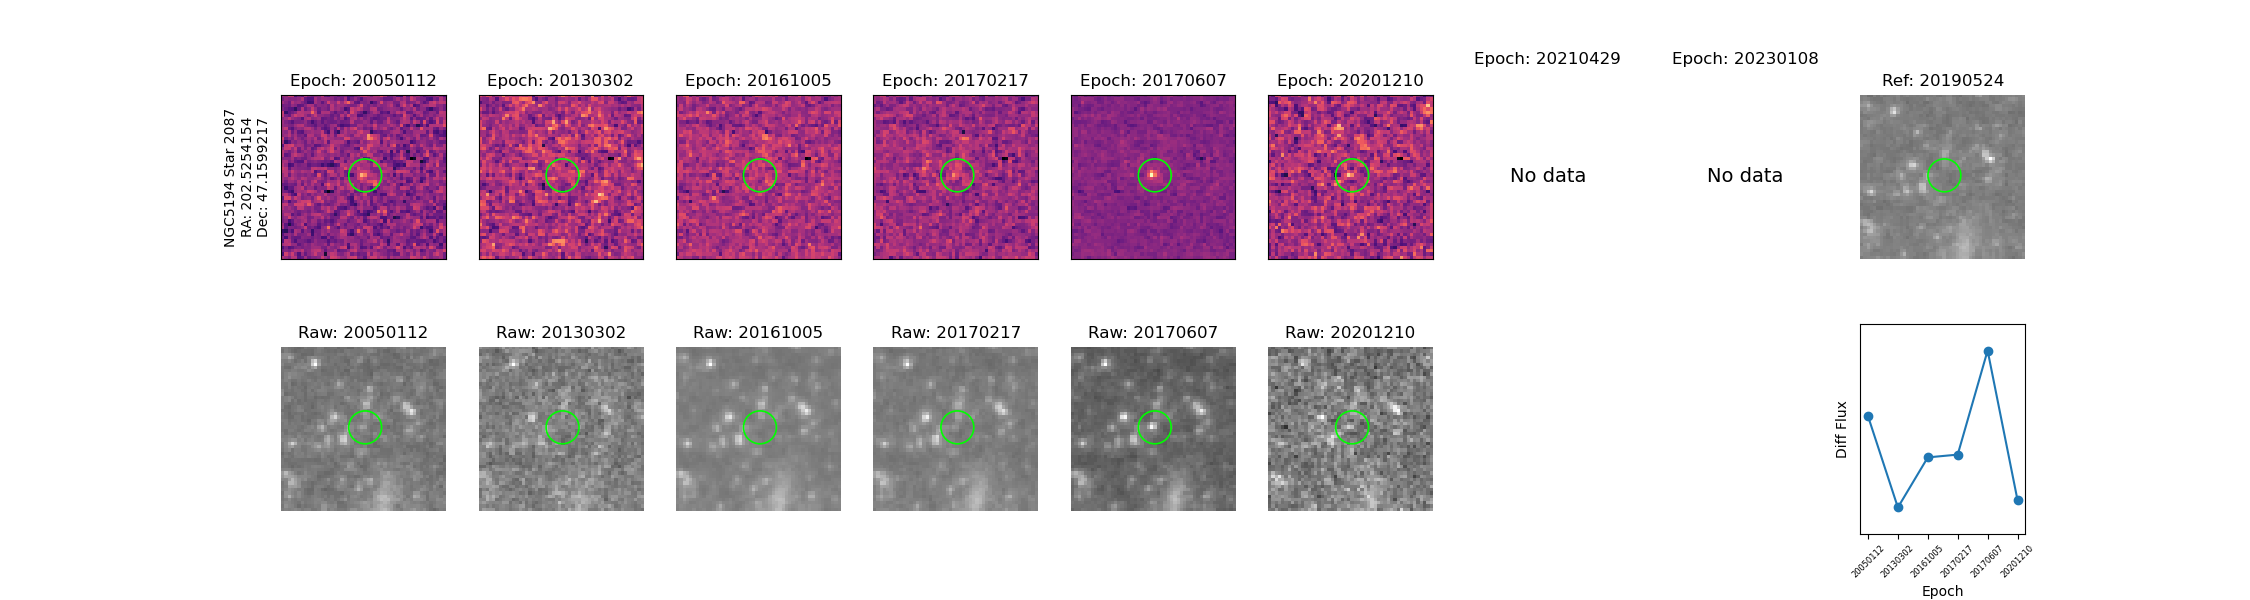 NGC5194 Star 2087
RA: 202.5254154
Dec: 47.1599217
Epoch: 20050112
Epoch: 20130302
Epoch: 20161005
Epoch: 20170217
Epoch: 20170607
Epoch: 20201210
Epoch: 20210429
Epoch: 20230108
Ref: 20190524
No data
No data
Raw: 20050112
Raw: 20130302
Raw: 20161005
Raw: 20170217
Raw: 20170607
Raw: 20201210
Diff Flux
20050112
20130302
20161005
20170217
20170607
20201210
Epoch